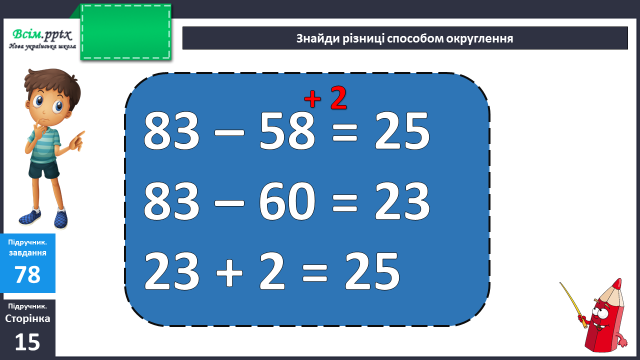 Всім.pptx
Нова українська школа
Знайди різниці способом округлення
+ 2
83 – 58 = 25
83 – 60 = 23
23 + 2 = 25
Підручник.
завдання
78
Підручник.
Сторінка
15